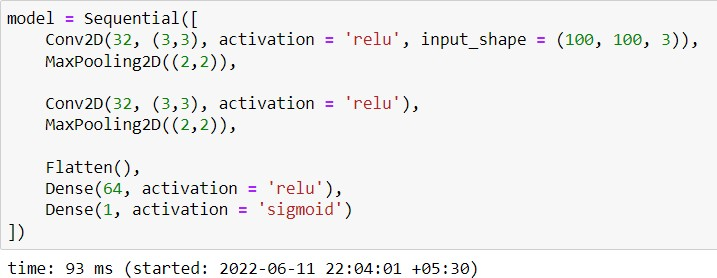 model = Sequential([
    Conv2D(32, (3,3), activation = 'relu', input_shape = (100, 100, 3)),
    MaxPooling2D((2,2)),

    Conv2D(32, (3,3), activation = 'relu'),
    MaxPooling2D((2,2)),

    Flatten(),
    Dense(64, activation = 'relu'),
    Dense(1, activation = 'sigmoid')
])
time: 93 ms (started: 2022-06-11 22:04:01 +05:30)